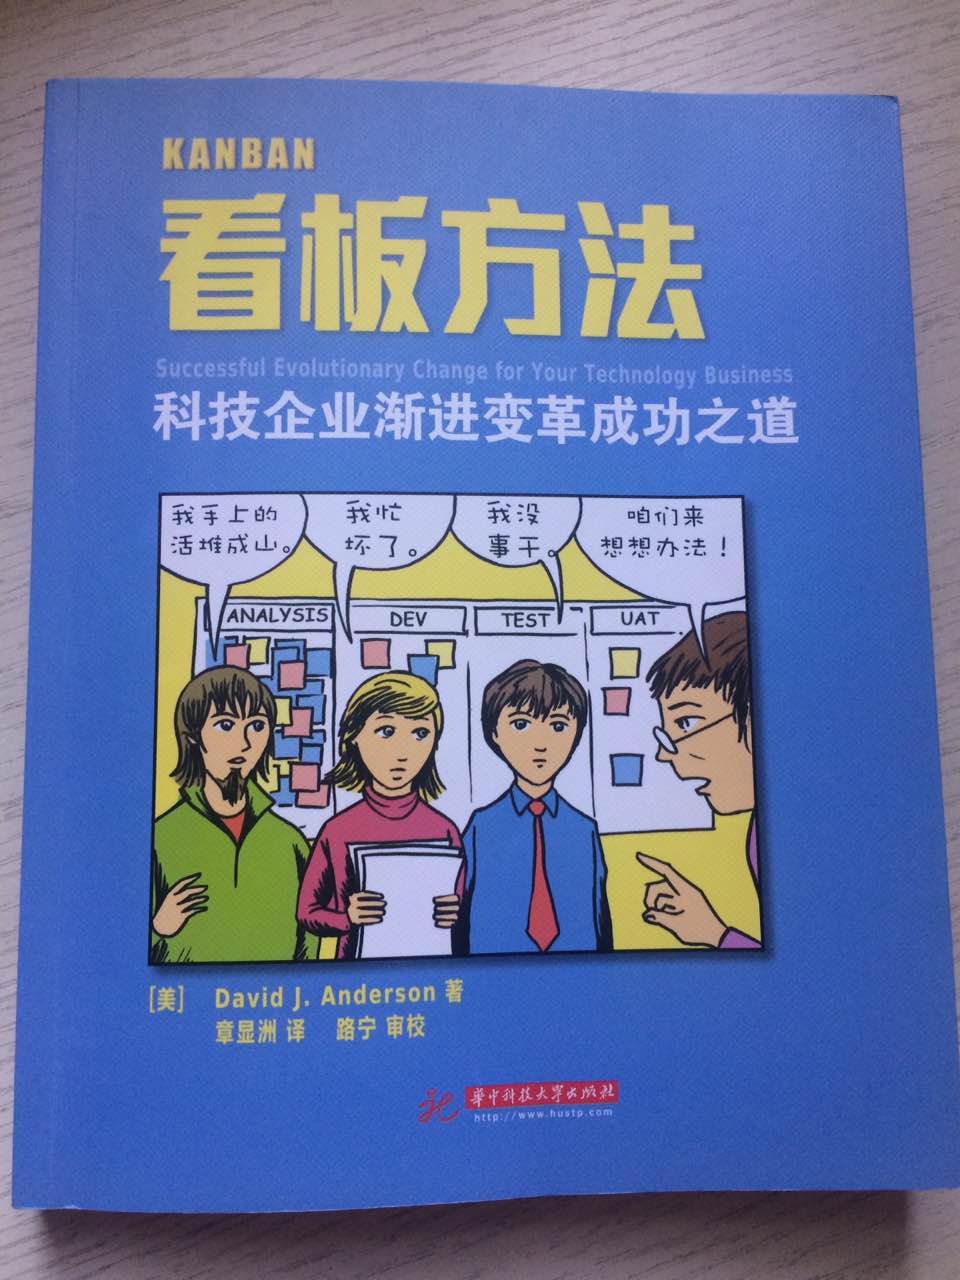 KANBAN
看板方法
Successful Evolutionary Change for Your Technology Business
科技企业渐进变革成功之道
我手上的
活堆成山。
我忙
坏了。
我没
事干。
咱们来
想想办法！
ANALYSIS
DEV
TEST
UAT
[美] David J. Anderson 著
章显洲 译 路宁 审校
华中科技大学出版社
http://www.hustp.com